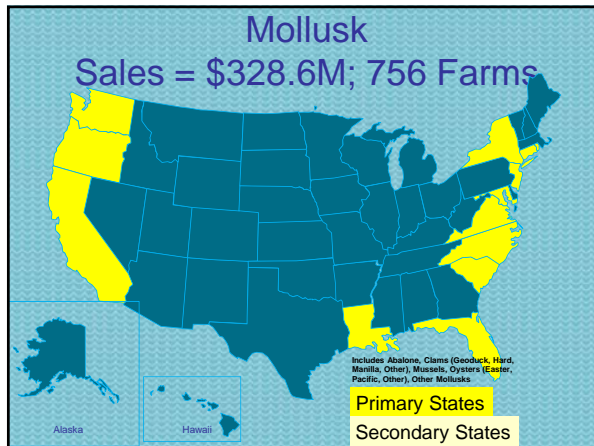 Mollusk
Sales = $328.6M; 756 Farms
Includes Abalone, Clams (Geoduck, Hard,
Manilla, Other), Mussels, Oysters (Easter,
Pacific, Other), Other Mollusks
Primary States
Secondary States
Alaska
Hawaii